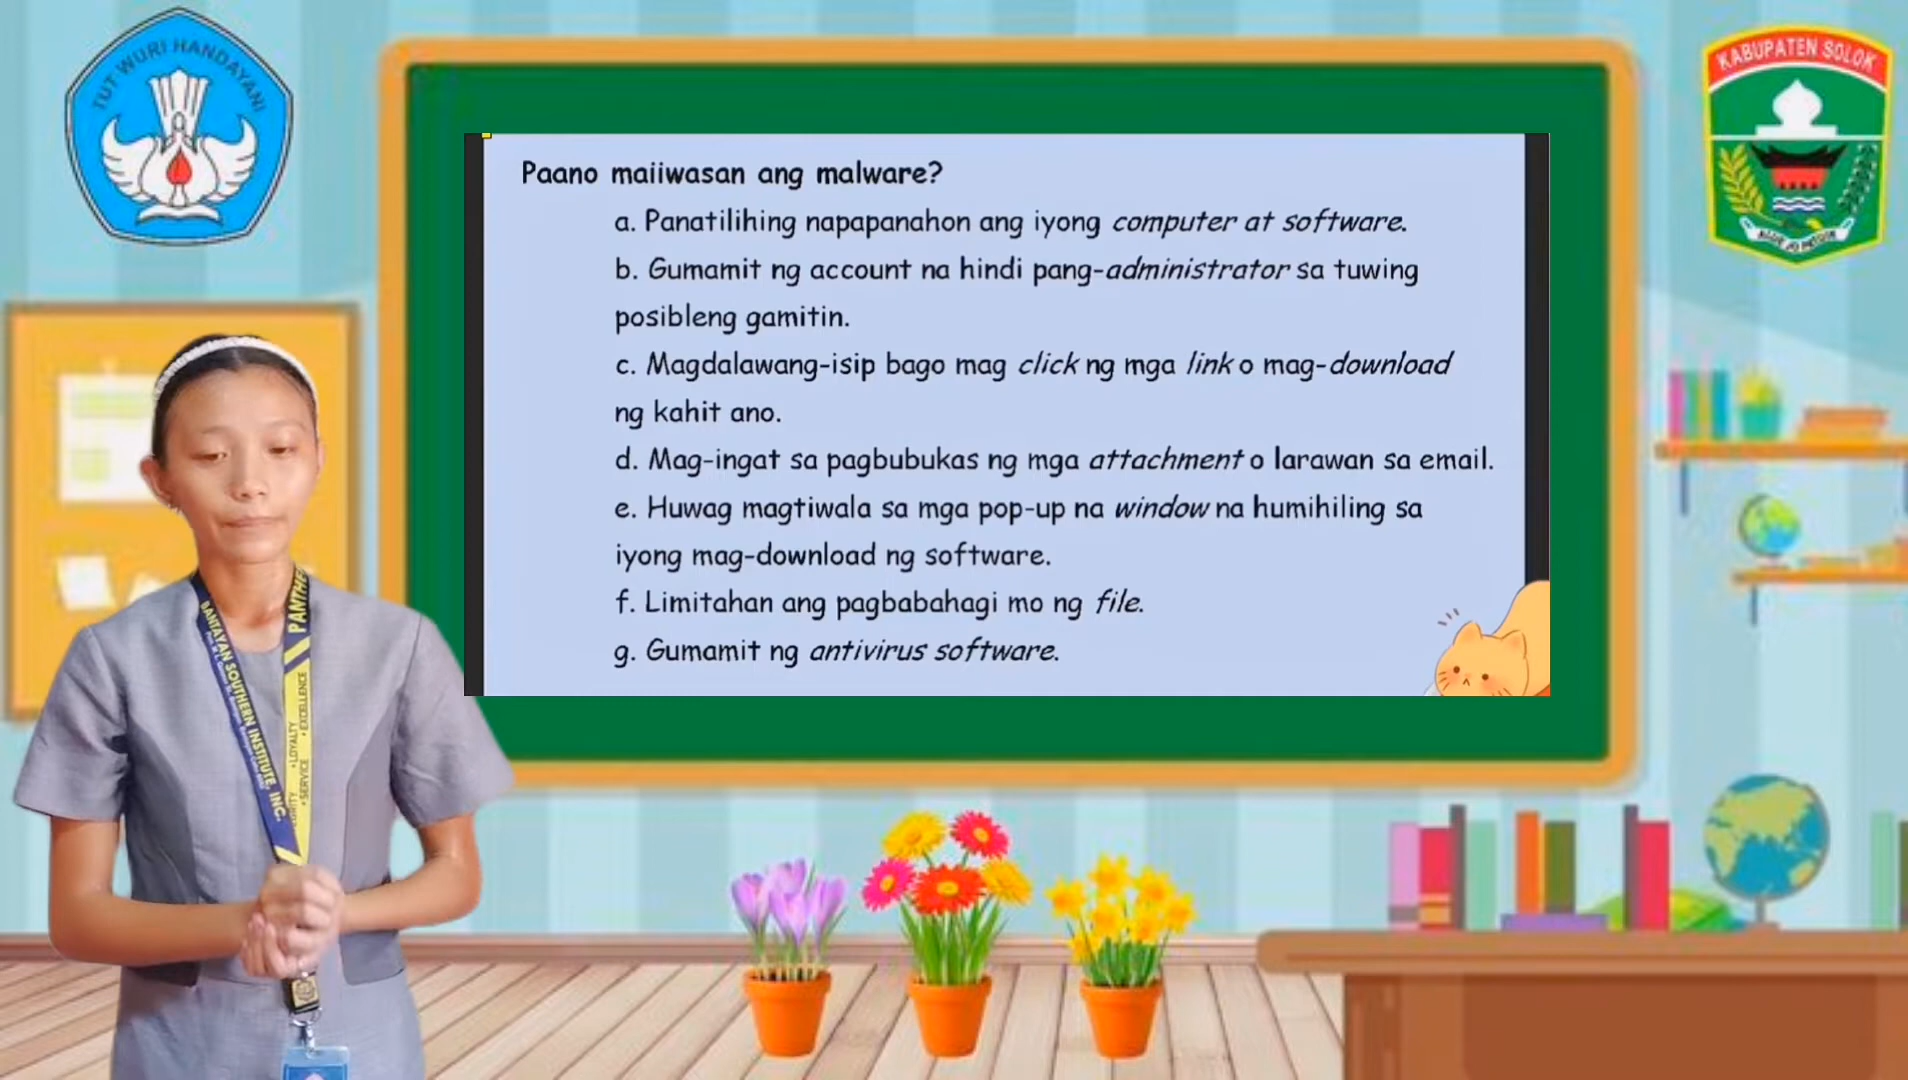 TUT WURI HANDAYANI
KABUPATEN SOLOK
Paano maiiwasan ang malware?
a. Panatilihing napapanahon ang iyong computer at software.
b. Gumamit ng account na hindi pang-administrator sa tuwing
posibleng gamitin.
c. Magdalawang-isip bago mag click ng mga link o mag-download
ng kahit ano.
d. Mag-ingat sa pagbubukas ng mga attachment o larawan sa email.
e. Huwag magtiwala sa mga pop-up na window na humihiling sa
iyong mag-download ng software.
f. Limitahan ang pagbabahagi mo ng file.
g. Gumamit ng antivirus software.
BANTAYAN SOUTHERN INSTITUTE, INC.
•SERVICE •LOYALTY •EXCELLENCE